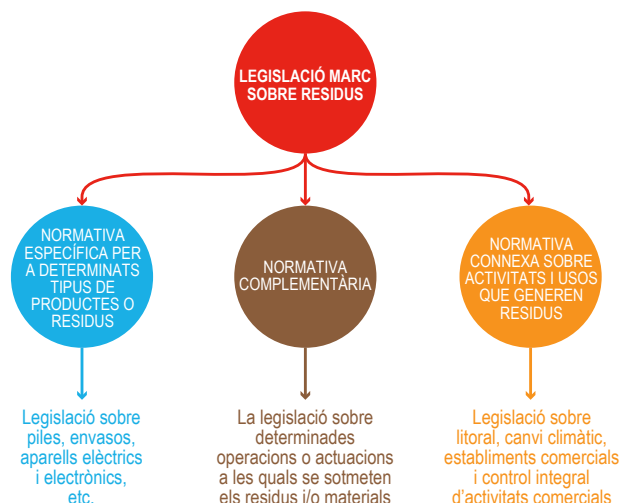 LEGISLACIÓ MARC
SOBRE RESIDUS
NORMATIVA
ESPECÍFICA PER
A DETERMINATS
TIPUS DE
PRODUCTES O
RESIDUS
NORMATIVA
COMPLEMENTÀRIA
NORMATIVA
CONNEXA SOBRE
ACTIVITATS I USOS
QUE GENEREN
RESIDUS
Legislació sobre
piles, envasos,
aparells elèctrics
i electrònics,
etc.
La legislació sobre
determinades
operacions o actuacions
a les quals se sotmeten
els residus i/o materials
Legislació sobre
litoral, canvi climàtic,
establiments comercials
i control integral
d'activitats comercials